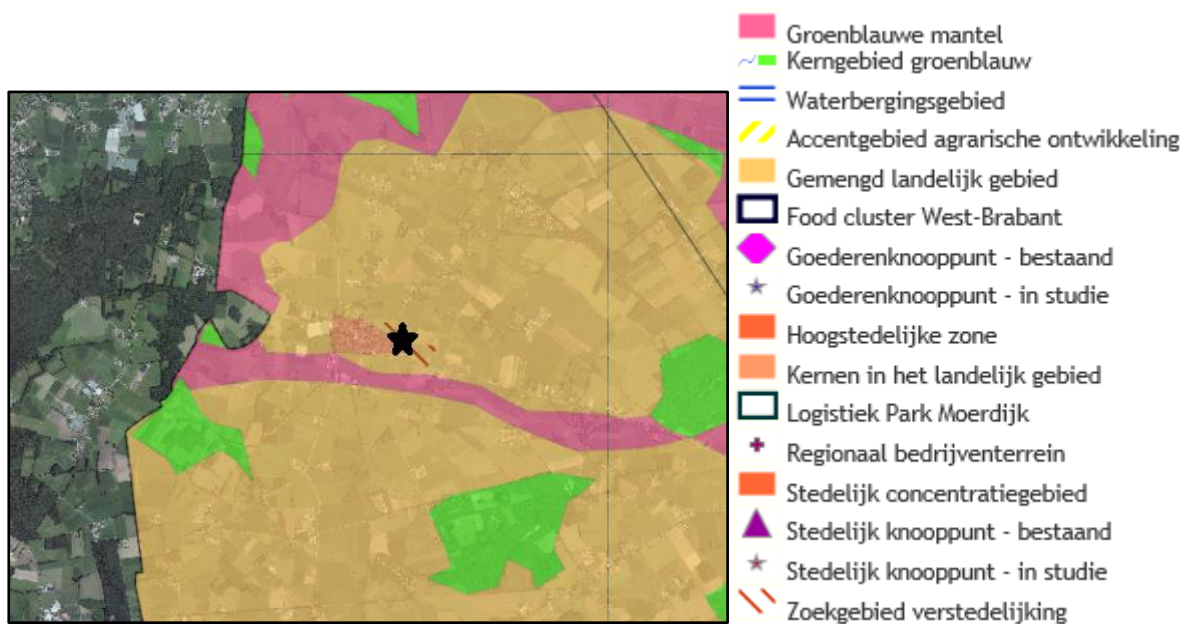 Groenblauwe mantel
Kerngebied groenblauw
Waterbergingsgebied
Accentgebied agrarische ontwikkeling
Gemengd landelijk gebied
Food cluster West-Brabant
Goederenknooppunt - bestaand
Goederenknooppunt - in studie
Hoogstedelijke zone
Kernen in het landelijk gebied
Logistiek Park Moerdijk
Regionaal bedrijventerrein
Stedelijk concentratiegebied
Stedelijk knooppunt - bestaand
Stedelijk knooppunt - in studie
Zoekgebied verstedelijking